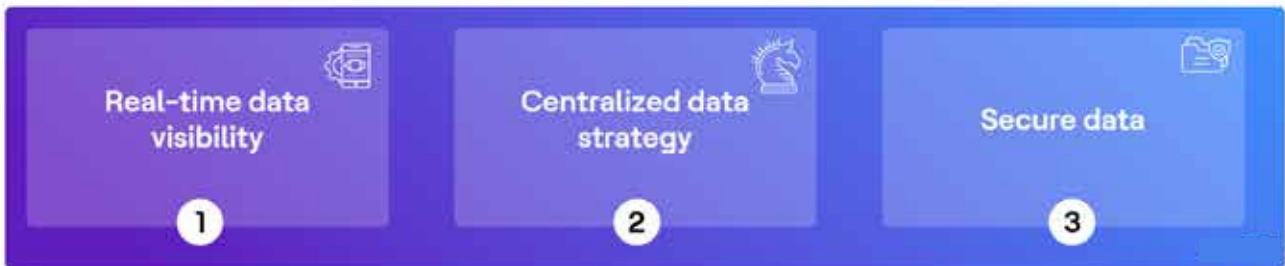 Real-time data
visibility
1
Centralized data
strategy
2
Secure data
3